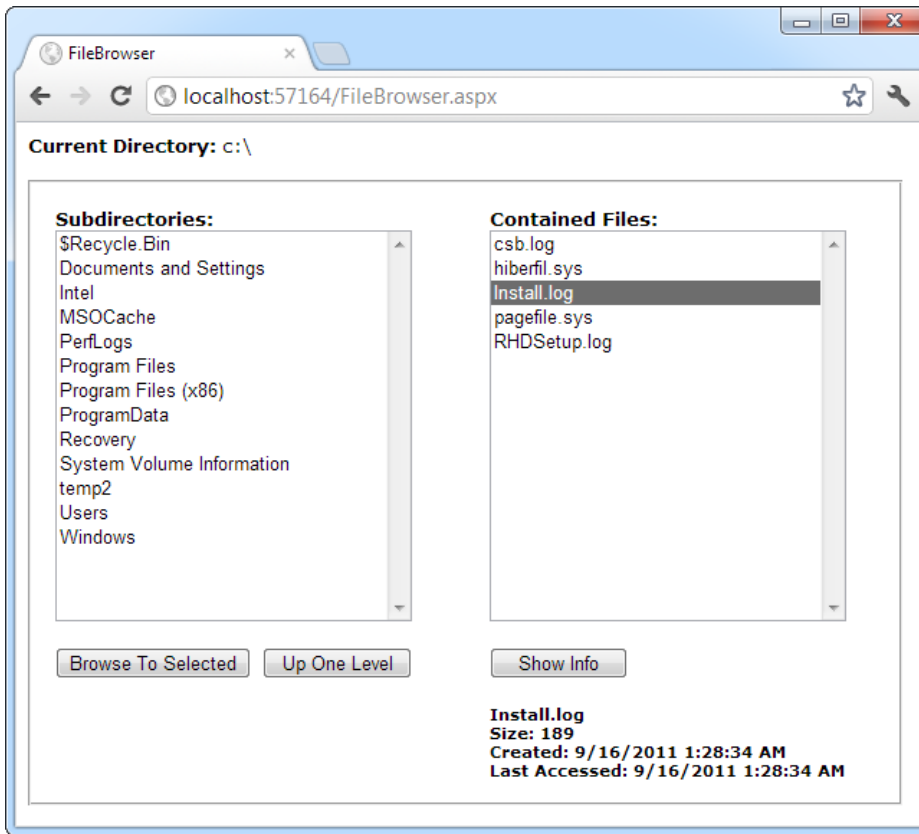 FileBrowser
localhost:57164/FileBrowser.aspx
Current Directory: c:\
Subdirectories:
$Recycle.Bin
Documents and Settings
Intel
MSOCache
PerfLogs
Program Files
Program Files (x86)
ProgramData
Recovery
System Volume Information
temp2
Users
Windows
Browse To Selected
Up One Level
Contained Files:
csb.log
hiberfil.sys
Install.log
pagefile.sys
RHDSetup.log
Show Info
Install.log
Size: 189
Created: 9/16/2011 1:28:34 AM
Last Accessed: 9/16/2011 1:28:34 AM